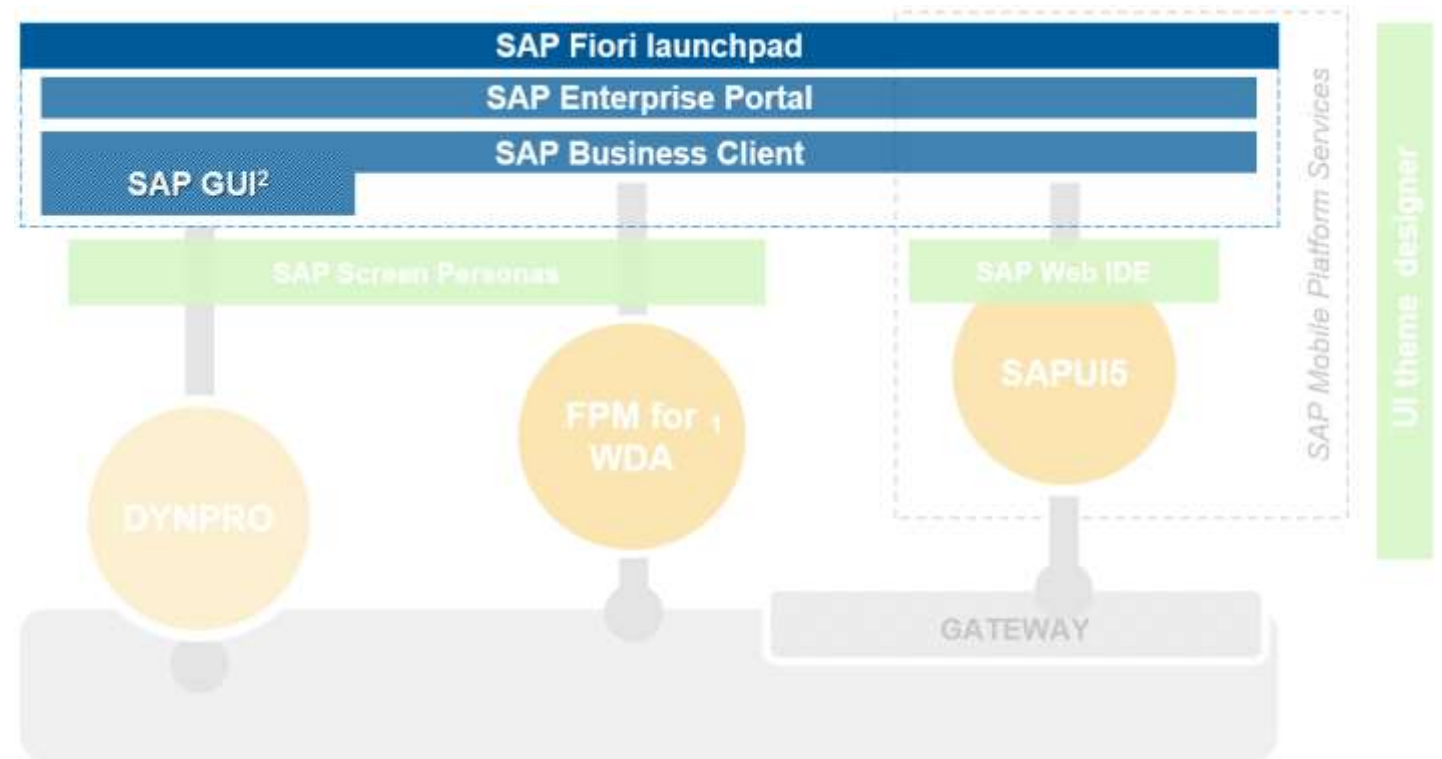 SAP Fiori launchpad
SAP Enterprise Portal
SAP Business Client
SAP GUI²
SAP Screen Personas
SAP Web IDE
SAPUI5
FPM for 1
WDA
DYNPRO
GATEWAY
SAP Mobile Platform Services
UI theme designer